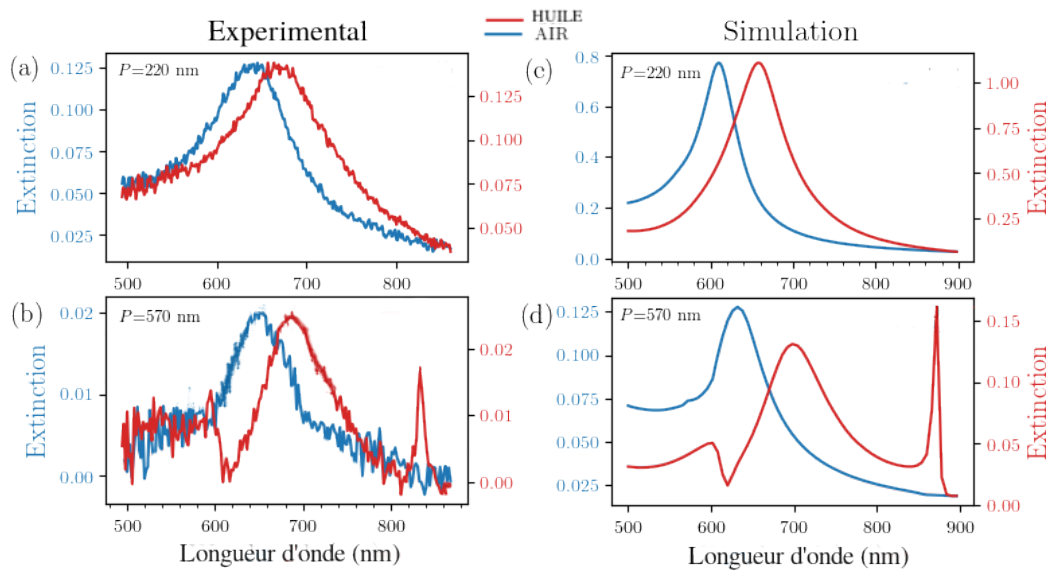 Experimental
HUILE
AIR
Simulation
(a)
P=220 nm
0.125
0.100
0.075
0.050
0.025
Extinction
0.125
0.100
0.075
0.050
500 600 700 800
(c)
P=220 nm
0.8
0.6
0.4
0.2
0.0
1.00
0.75
0.50
0.25
Extinction
500 600 700 800 900
(b)
P=570 nm
0.02
0.01
0.00
Extinction
0.02
0.01
0.00
500 600 700 800
Longueur d'onde (nm)
(d)
P=570 nm
0.125
0.100
0.075
0.050
0.025
0.15
0.10
0.05
0.00
Extinction
500 600 700 800 900
Longueur d'onde (nm)